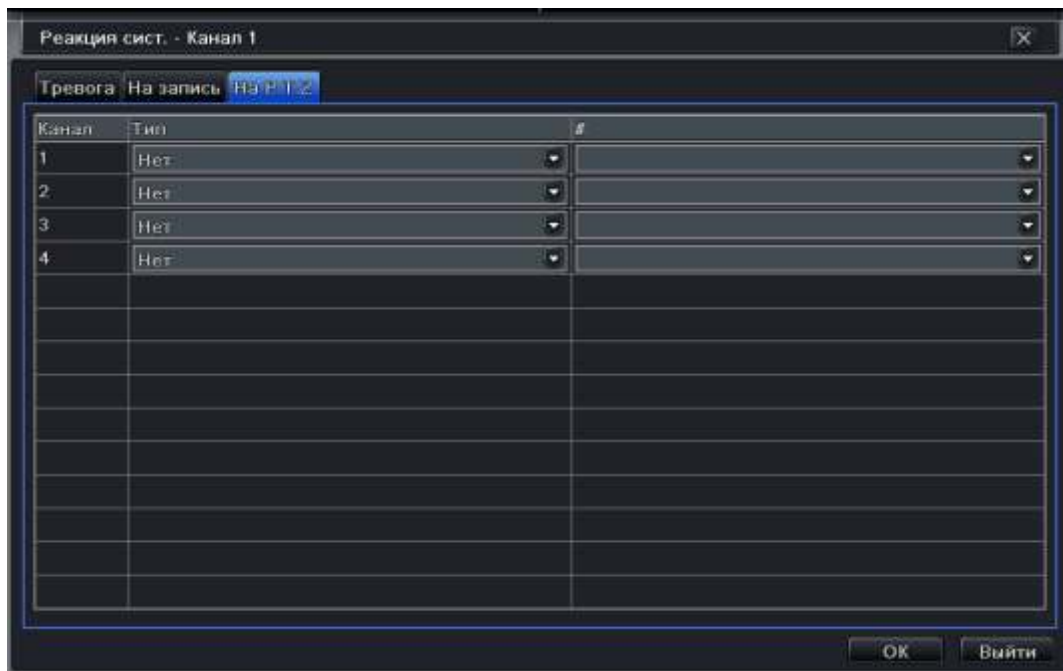 Реакция сист. - Канал 1
Тревога На запись На P.T.Z
Канал Тип #
1 Нет
2 Нет
3 Нет
4 Нет
OK Выйти